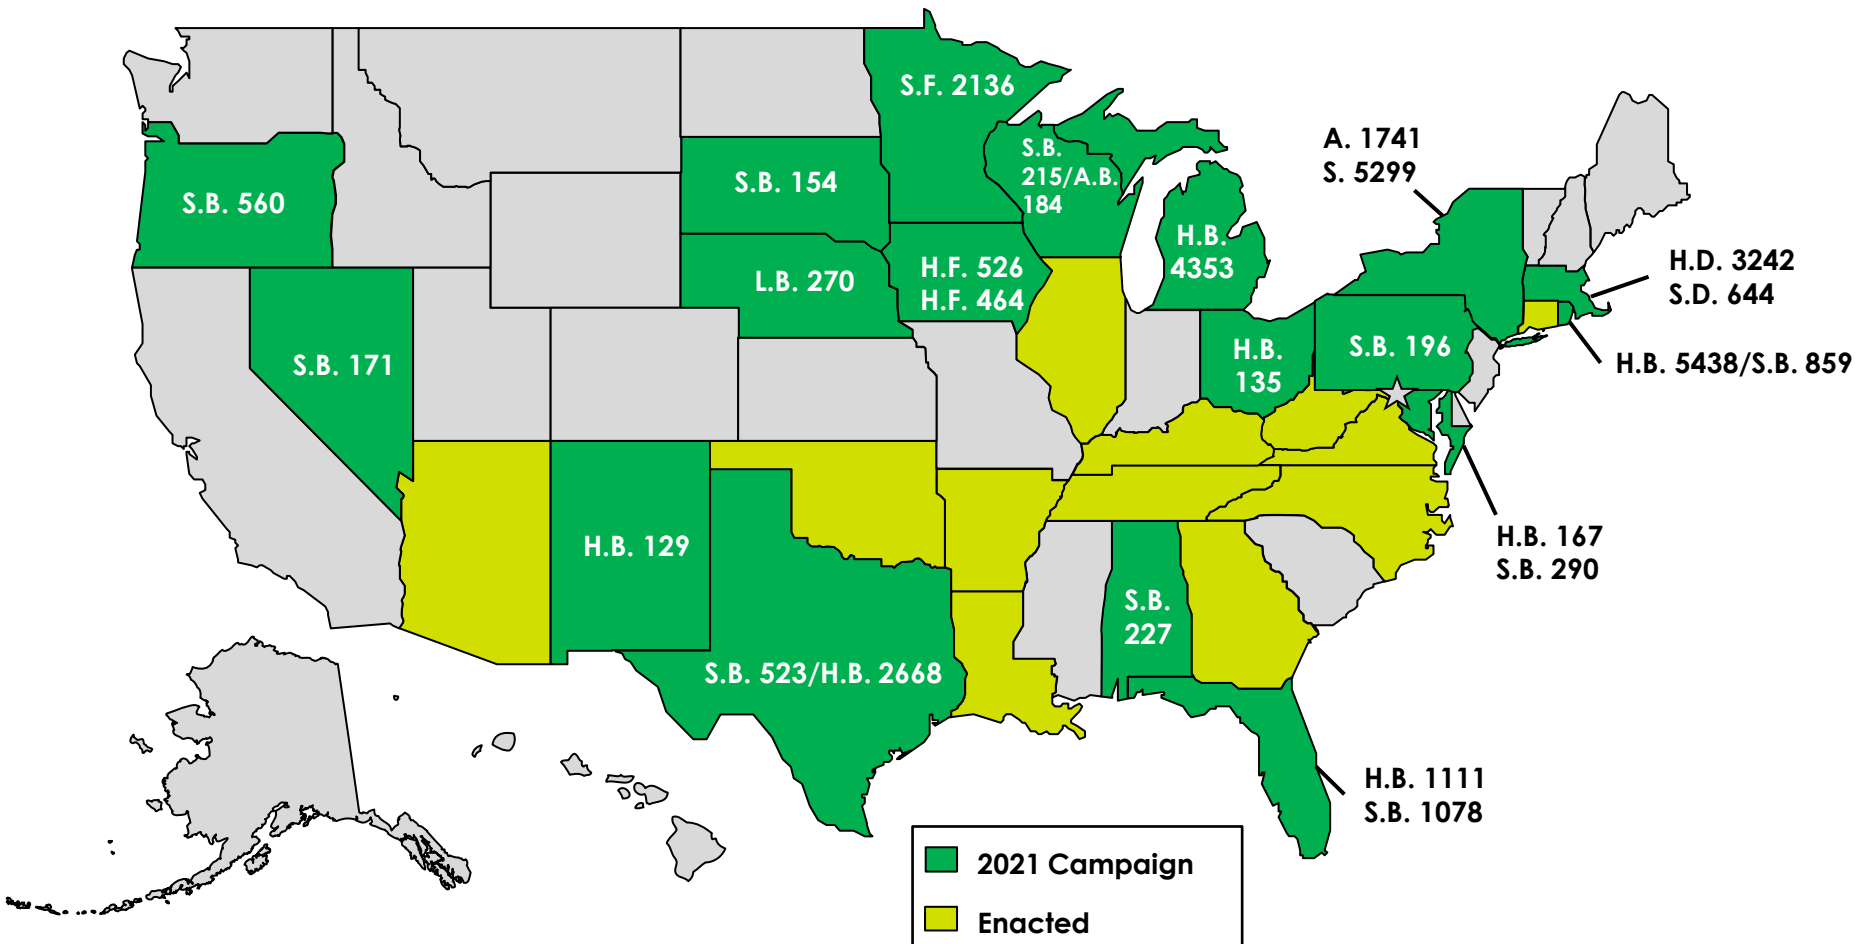 S.F. 2136
A. 1741
S. 5299
S.B.
215/A.B.
184
S.B. 154
S.B. 560
H.B.
4353
H.F. 526
H.F. 464
L.B. 270
H.D. 3242
S.D. 644
S.B. 171
H.B.
135
S.B. 196
H.B. 5438/S.B. 859
H.B. 129
H.B. 167
S.B. 290
S.B.
227
S.B. 523/H.B. 2668
H.B. 1111
S.B. 1078
2021 Campaign
Enacted